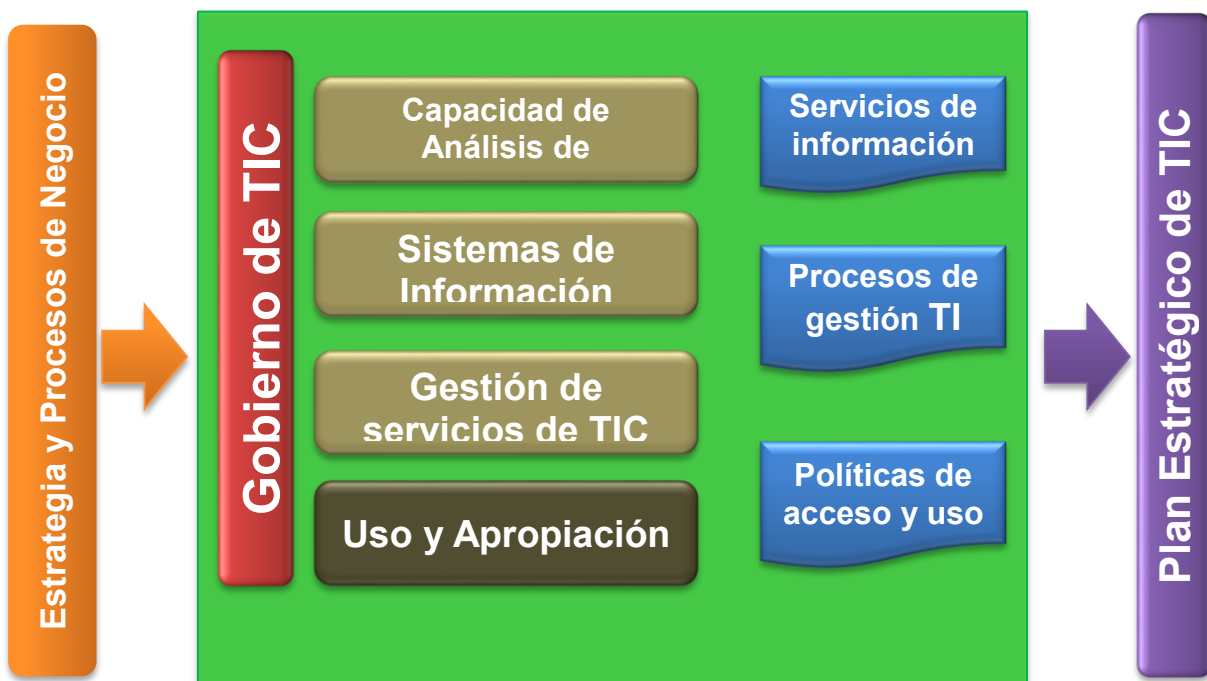 Estrategia y Procesos de Negocio
Gobierno de TIC
Capacidad de
Análisis de
Sistemas de
Información
Gestión de
servicios de TIC
Uso y Apropiación
Servicios de
información
Procesos de
gestión TI
Políticas de
acceso y uso
Plan Estratégico de TIC